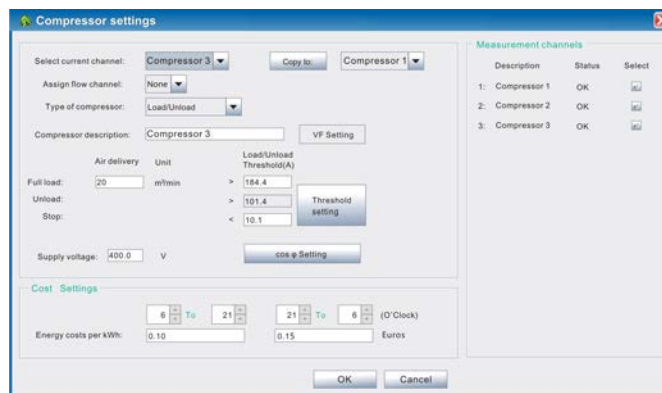 Compressor settings
Select current channel: Compressor 3 Copy to: Compressor 1
Assign flow channel: None
Type of compressor: Load/Unload
Compressor description: Compressor 3 VF Setting
Air delivery Unit Load/Unload Threshold(A)
Full load: 20 m³/min > 184.4
Unload: > 101.4 Threshold setting
Stop: < 10.1
Supply voltage: 400.0 V cos φ Setting
Cost Settings
6 To 21 21 To 6 (O'Clock)
Energy costs per kWh: 0.10 0.15 Euros
OK Cancel
Measurement channels
Description Status Select
1: Compressor 1 OK
2: Compressor 2 OK
3: Compressor 3 OK